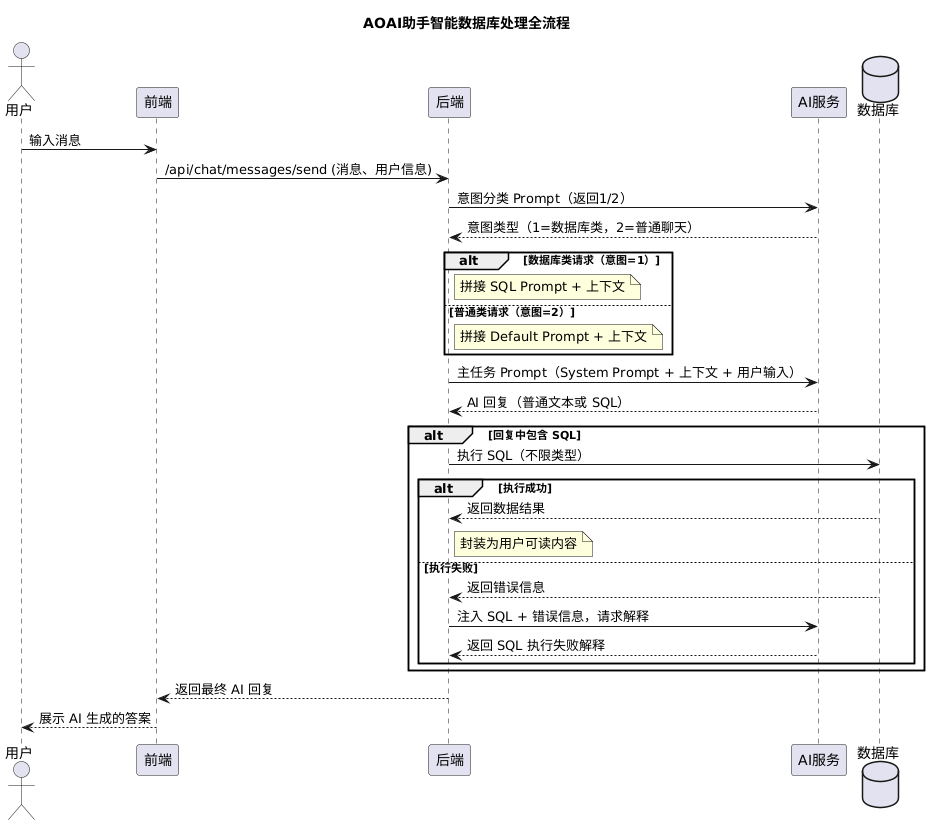 AOAI助手智能数据库处理全流程
用户
前端
后端
AI服务
数据库
输入消息
/api/chat/messages/send (消息、用户信息)
意图分类 Prompt（返回1/2）
意图类型（1=数据库类，2=普通聊天）
alt [数据库类请求（意图=1）]
拼接 SQL Prompt + 上下文
[普通类请求（意图=2）]
拼接 Default Prompt + 上下文
主任务 Prompt（System Prompt + 上下文 + 用户输入）
AI 回复（普通文本或 SQL）
alt [回复中包含 SQL]
执行 SQL（不限类型）
alt [执行成功]
返回数据结果
封装为用户可读内容
[执行失败]
返回错误信息
注入 SQL + 错误信息，请求解释
返回 SQL 执行失败解释
返回最终 AI 回复
展示 AI 生成的答案
用户
前端
后端
AI服务
数据库